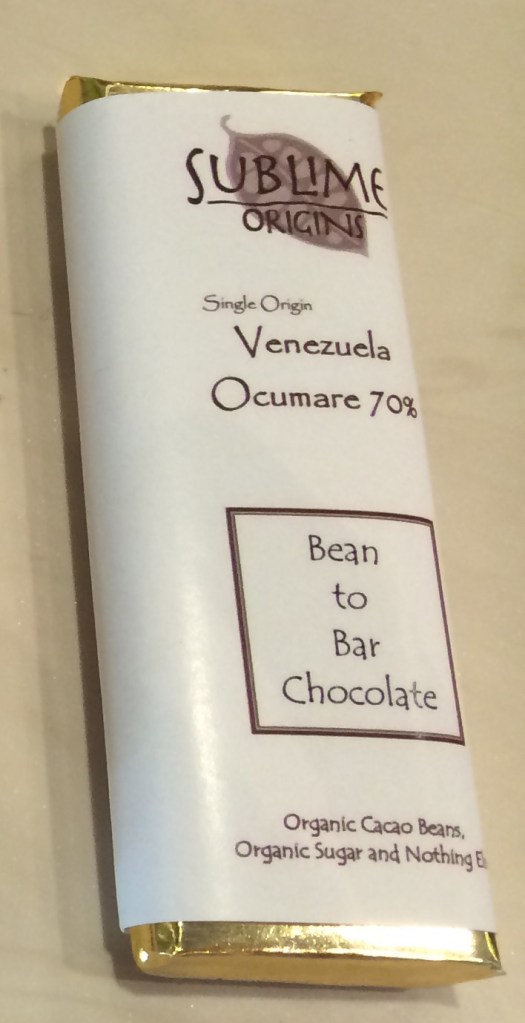 SUBLIME
ORIGINS
Single Origin
Venezuela
Ocumare 70%
Bean
to
Bar
Chocolate
Organic Cacao Beans,
Organic Sugar and Nothing